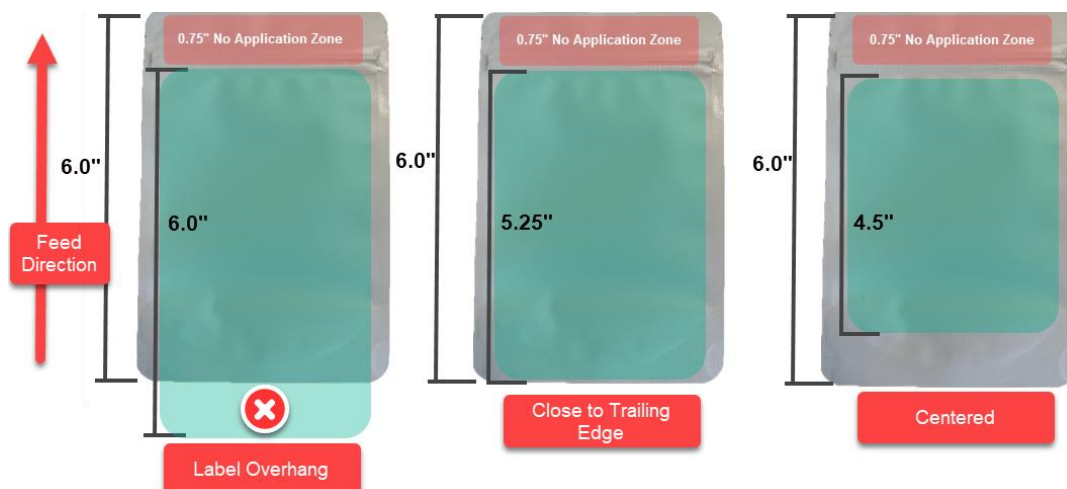 0.75" No Application Zone
0.75" No Application Zone
0.75" No Application Zone
6.0"
6.0"
6.0"
6.0"
5.25"
4.5"
Feed
Direction
Close to Trailing
Edge
Centered
Label Overhang